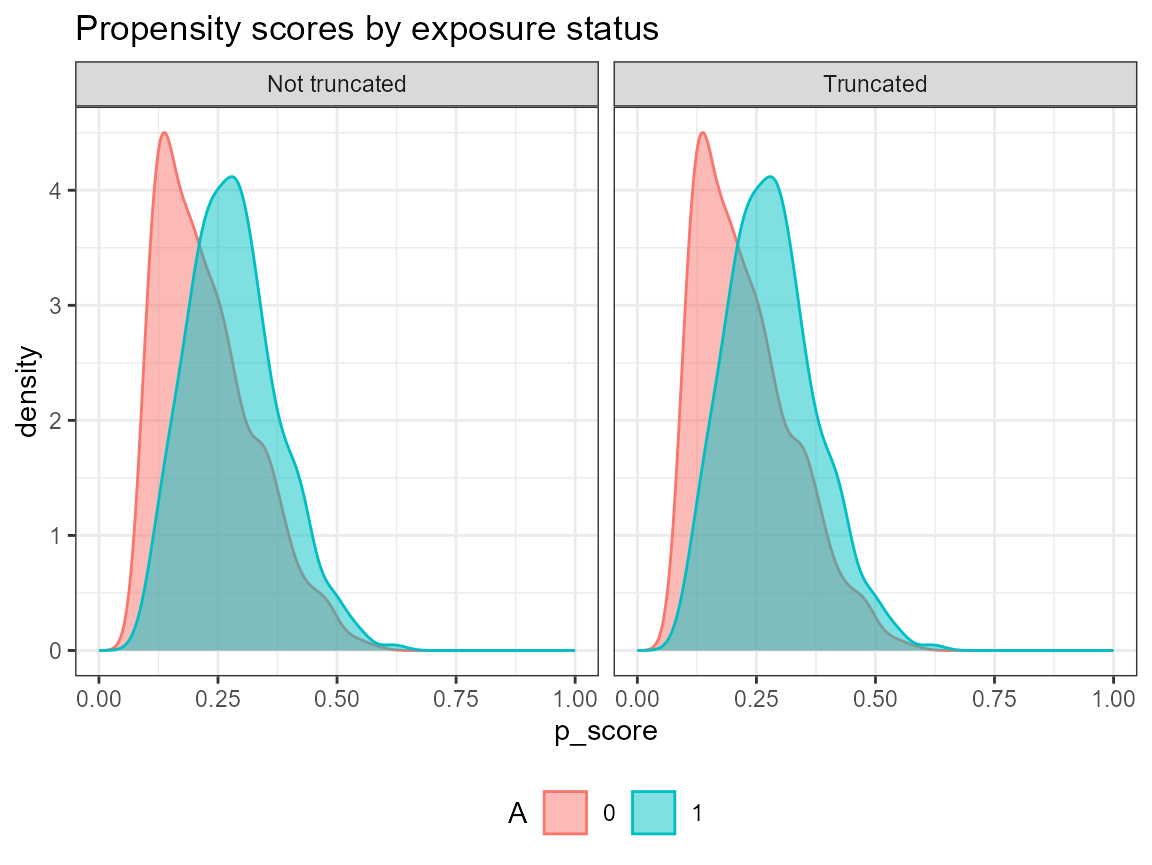 Propensity scores by exposure status
Not truncated
Truncated
density
4
3
2
1
0
0.00 0.25 0.50 0.75 1.00
0.00 0.25 0.50 0.75 1.00
p_score
A 0 1